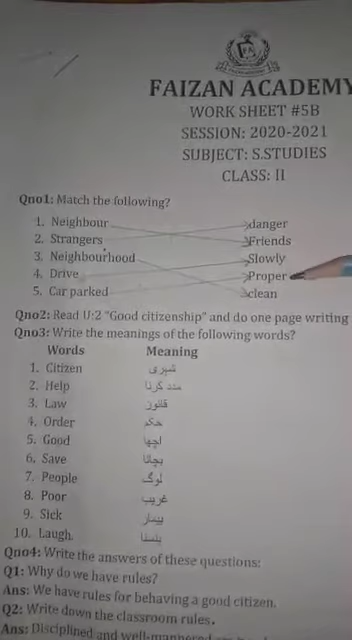 FAIZAN ACADEMY
WORK SHEET #5B
SESSION: 2020-2021
SUBJECT: S.STUDIES
CLASS: II
Qno1: Match the following?
1. Neighbour danger
2. Strangers Friends
3. Neighbourhood Slowly
4. Drive Proper
5. Car parked clean
Qno2: Read U:2 "Good citizenship" and do one page writing
Qno3: Write the meanings of the following words?
Words Meaning
1. Citizen شہری
2. Help مدد کرنا
3. Law قانون
4. Order حکم
5. Good اچھا
6. Save بچانا
7. People لوگ
8. Poor غریب
9. Sick بیمار
10. Laugh ہنسنا
Qno4: Write the answers of these questions:
Q1: Why do we have rules?
Ans: We have rules for behaving a good citizen.
Q2: Write down the classroom rules.
Ans: Disciplined and well-mannered